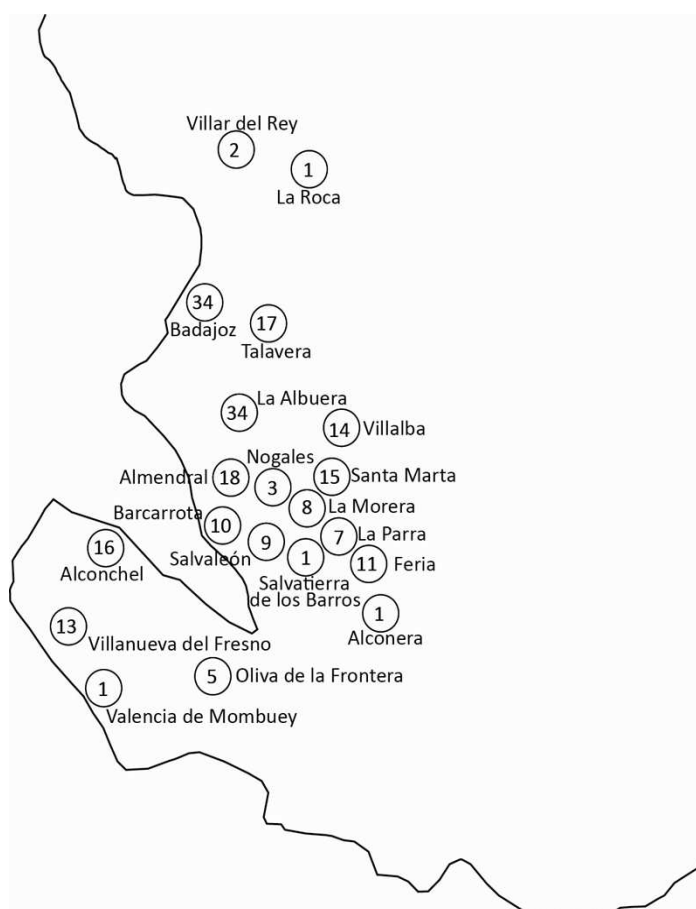 Villar del Rey
2
1
La Roca
34
Badajoz
17
Talavera
La Albuera
34
14
Villalba
Nogales
Almendral
18
3
15
Santa Marta
8
La Morera
Barcarrota
10
7
La Parra
9
Salvaleón
1
Salvatierra
de los Barros
11
Feria
16
Alconchel
1
Alconera
13
Villanueva del Fresno
5
Oliva de la Frontera
1
Valencia de Mombuey